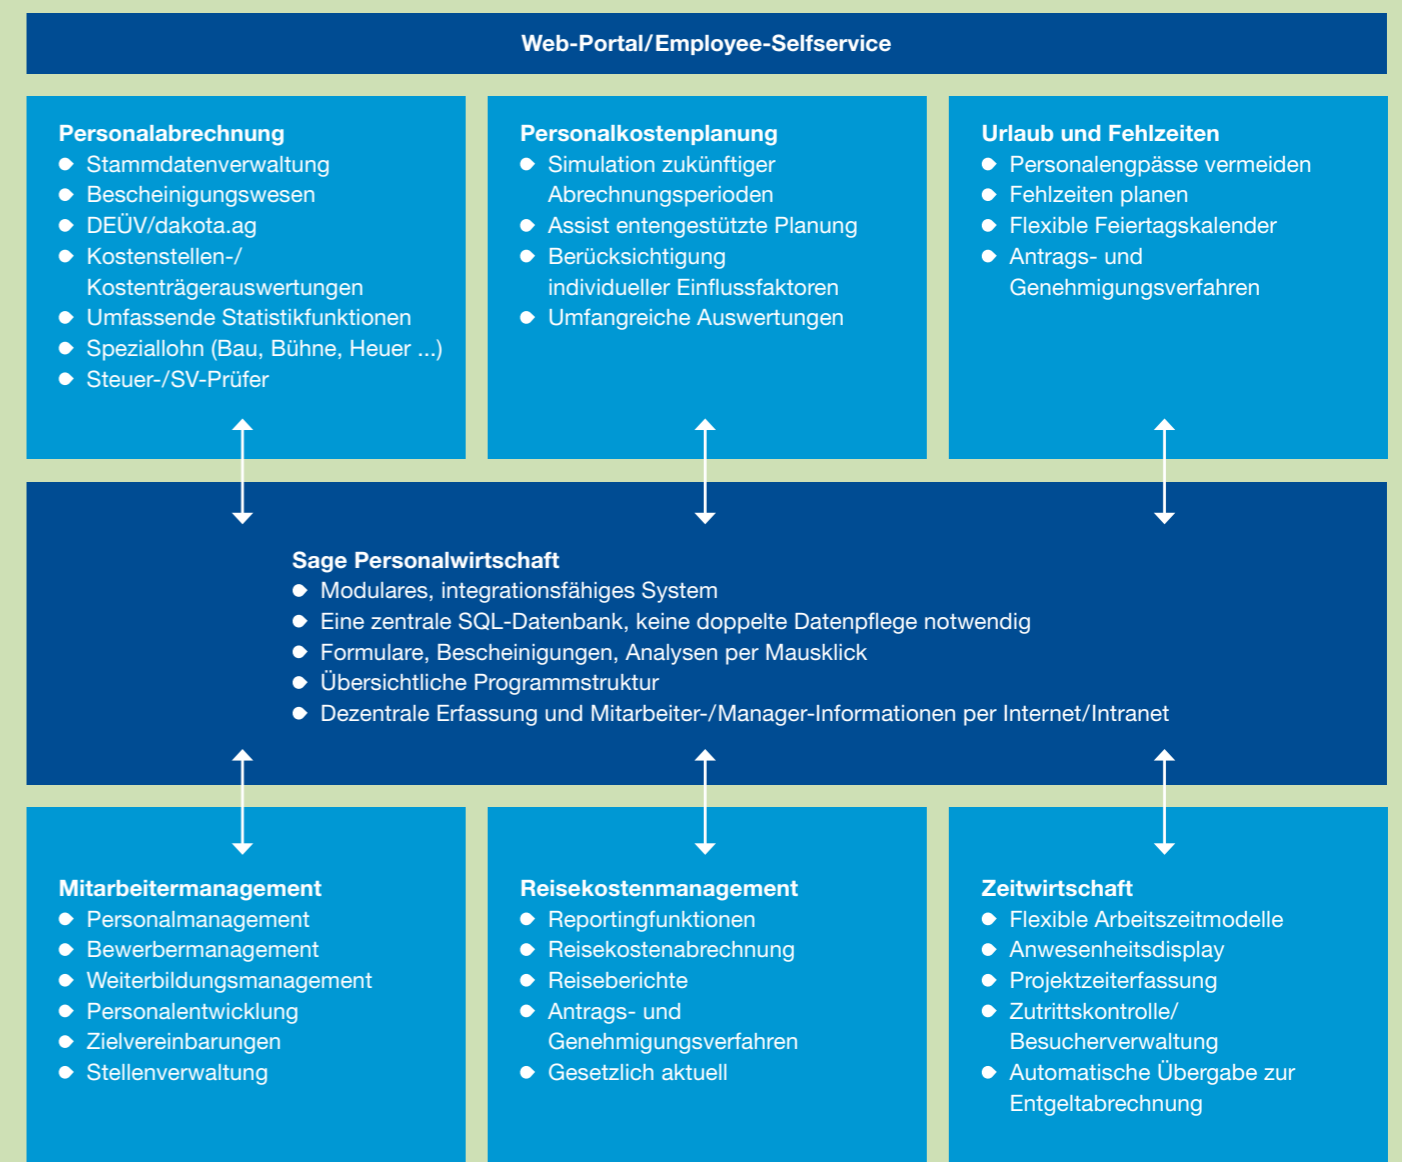 Web-Portal/Employee-Selfservice
Personalabrechnung
Stammdatenverwaltung
Bescheinigungswesen
DEÜV/dakota.ag
Kostenstellen-/
Kostenträgerauswertungen
Umfassende Statistikfunktionen
Speziallohn (Bau, Bühne, Heuer ...)
Steuer-/SV-Prüfer
Personalkostenplanung
Simulation zukünftiger
Abrechnungsperioden
Assist entengestützte Planung
Berücksichtigung
individueller Einflussfaktoren
Umfangreiche Auswertungen
Urlaub und Fehlzeiten
Personalengpässe vermeiden
Fehlzeiten planen
Flexible Feiertagskalender
Antrags- und
Genehmigungsverfahren
Sage Personalwirtschaft
Modulares, integrationsfähiges System
Eine zentrale SQL-Datenbank, keine doppelte Datenpflege notwendig
Formulare, Bescheinigungen, Analysen per Mausklick
Übersichtliche Programmstruktur
Dezentrale Erfassung und Mitarbeiter-/Manager-Informationen per Internet/Intranet
Mitarbeitermanagement
Personalmanagement
Bewerbermanagement
Weiterbildungsmanagement
Personalentwicklung
Zielvereinbarungen
Stellenverwaltung
Reisekostenmanagement
Reportingfunktionen
Reisekostenabrechnung
Reiseberichte
Antrags- und
Genehmigungsverfahren
Gesetzlich aktuell
Zeitwirtschaft
Flexible Arbeitszeitmodelle
Anwesenheitsdisplay
Projektzeiterfassung
Zutrittskontrolle/
Besucherverwaltung
Automatische Übergabe zur
Entgeltabrechnung